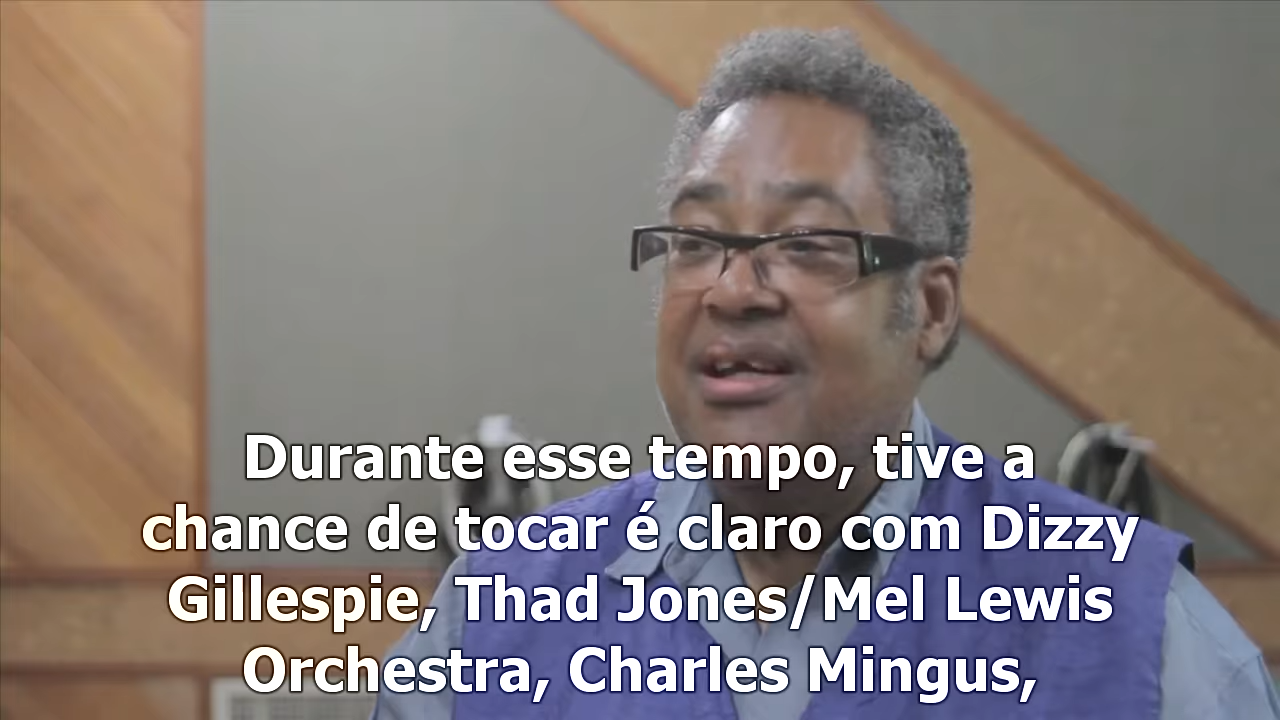 Durante esse tempo, tive a
chance de tocar é claro com Dizzy
Gillespie, Thad Jones/Mel Lewis
Orchestra, Charles Mingus,